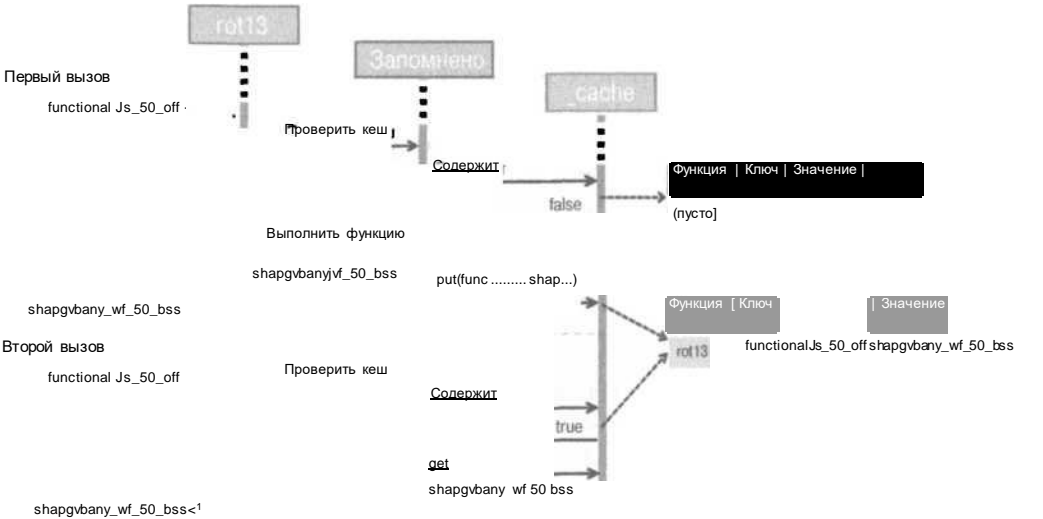 rot13
Запомнено
_cache
Первый вызов
functional Js_50_off
Проверить кеш
Содержит
Функция | Ключ | Значение |
false
(пусто]
Выполнить функцию
shapgvbanyjvf_50_bss
put(func ......... shap...)
shapgvbany_wf_50_bss
Функция [ Ключ | Значение
rot13
functionalJs_50_off shapgvbany_wf_50_bss
Второй вызов
functional Js_50_off
Проверить кеш
Содержит
true
get
shapgvbany wf 50 bss
shapgvbany_wf_50_bss<1